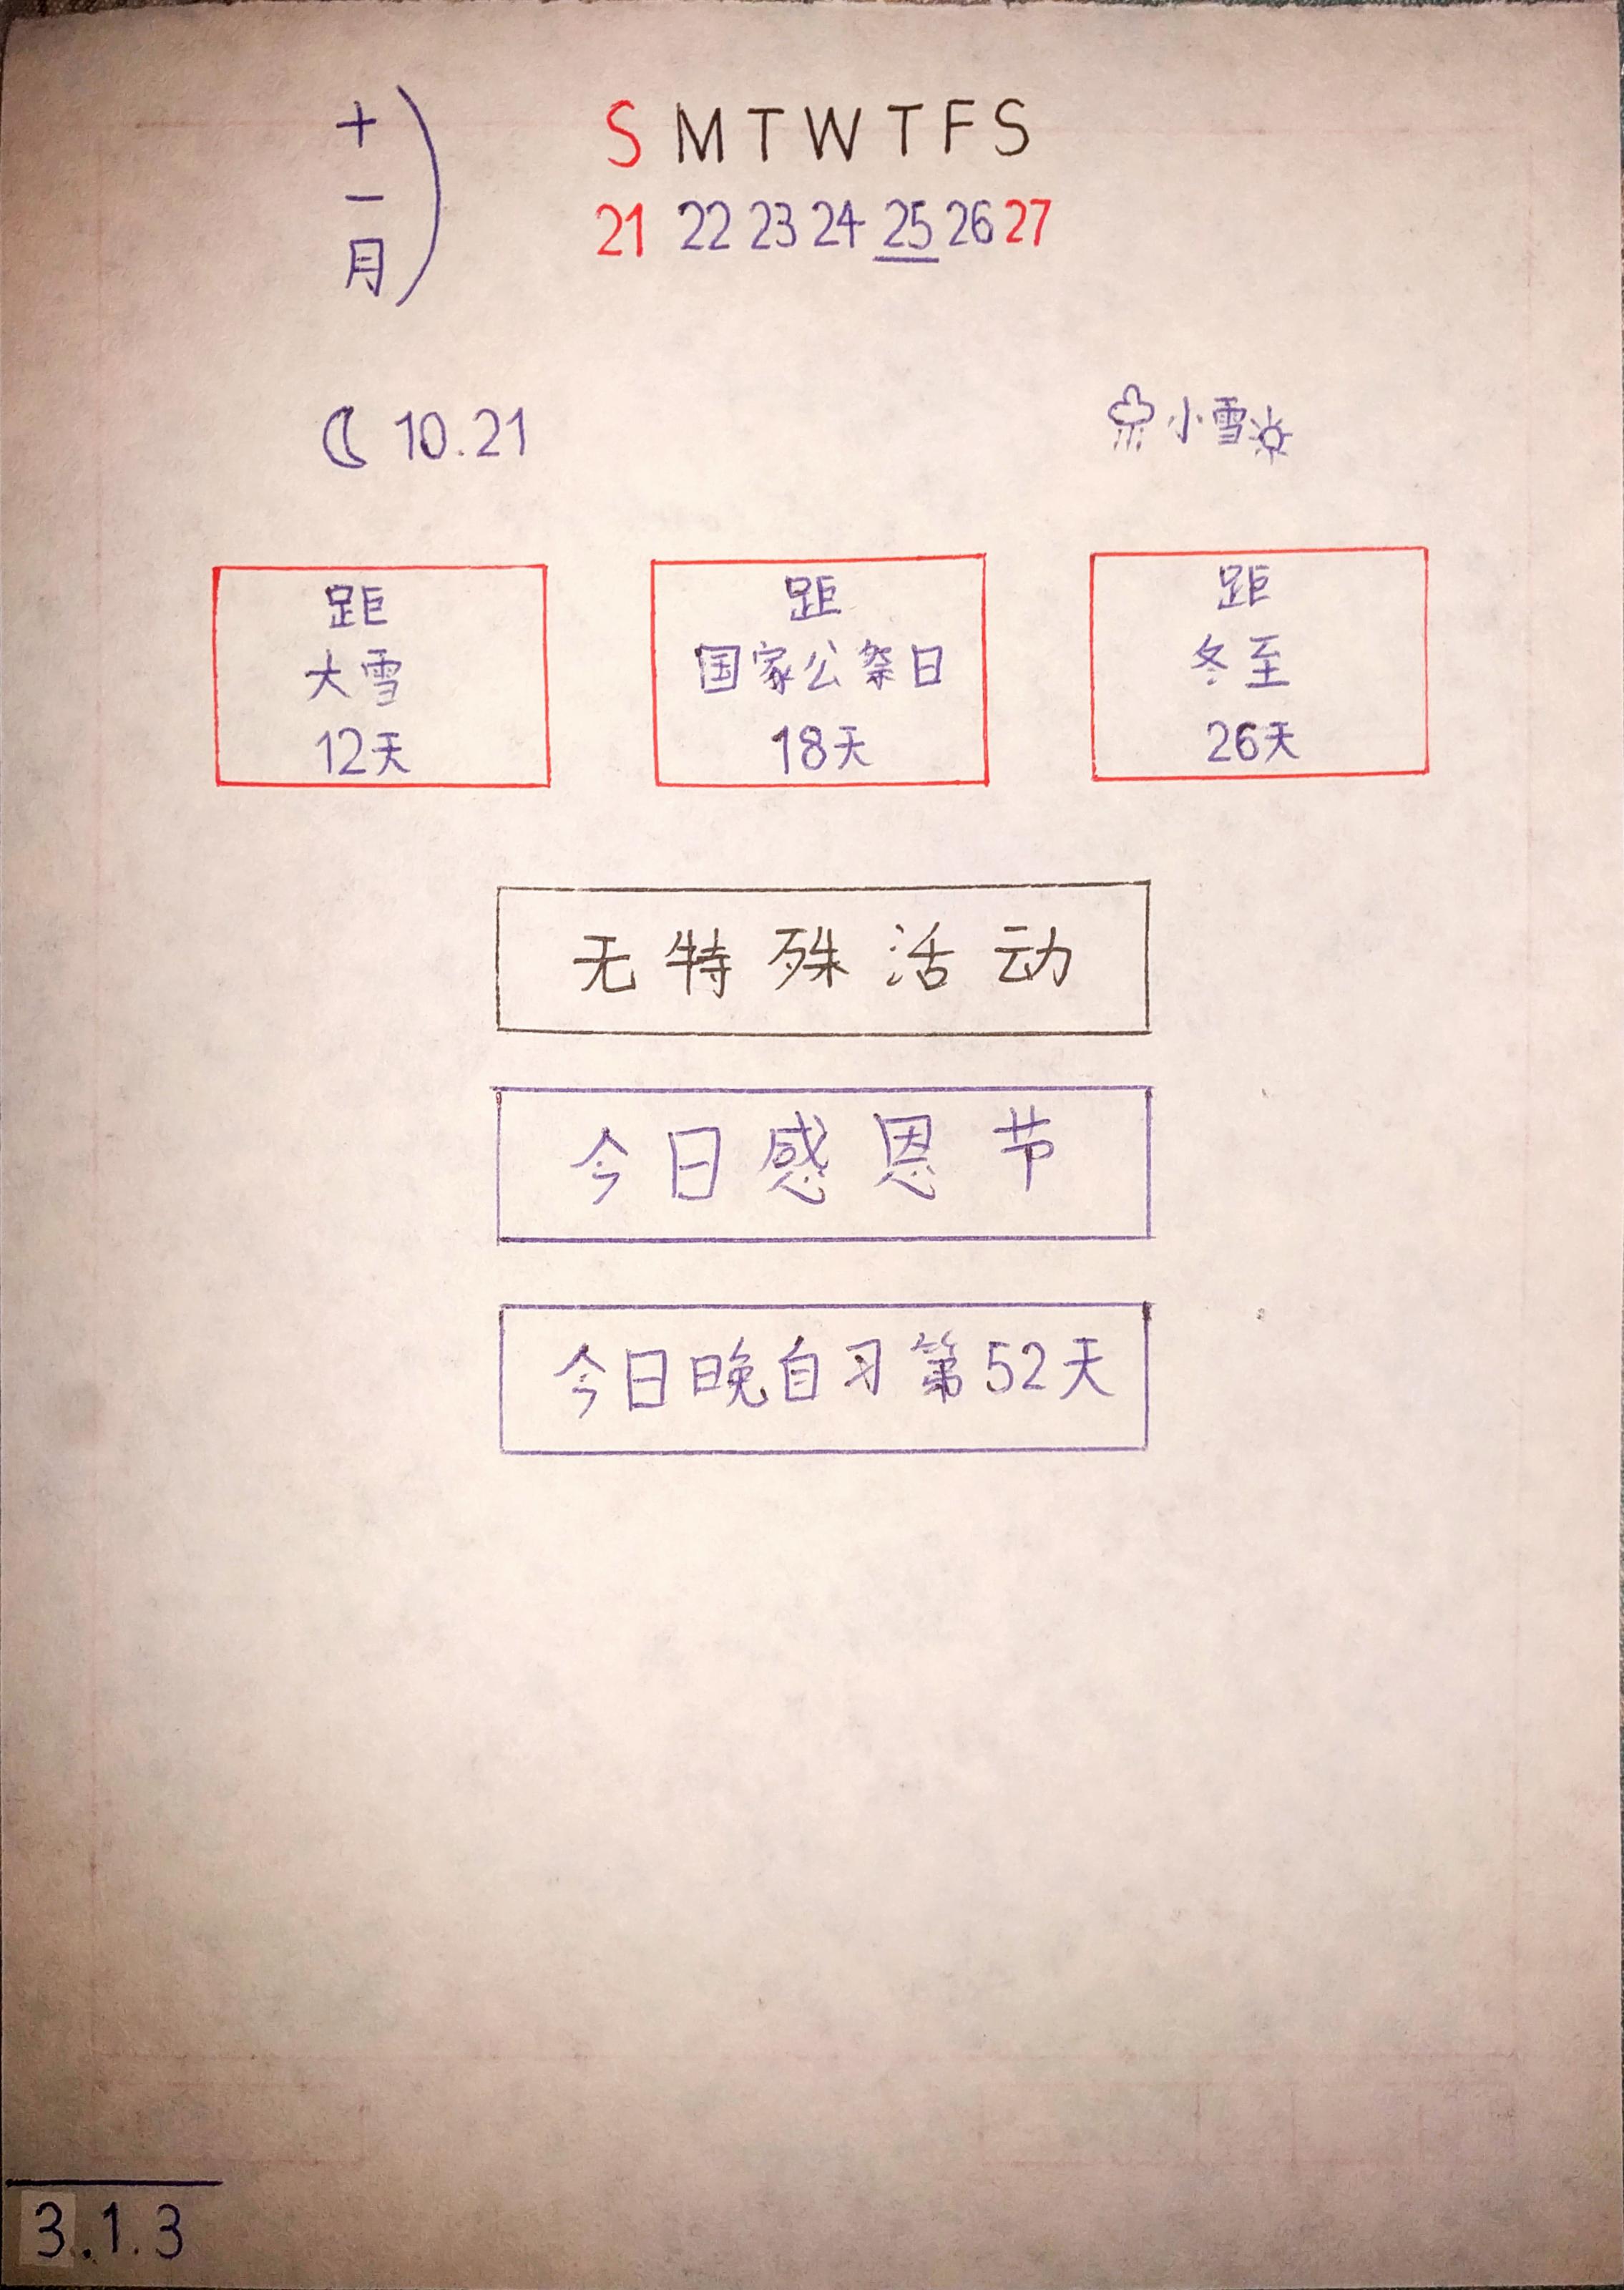 十
一
月
S M T W T F S
21 22 23 24 25 26 27
10.21
小雪
距
大雪
12天
距
国家公祭日
18天
距
冬至
26天
无特殊活动
今日感恩节
今日晚自习第52天
3.1.3